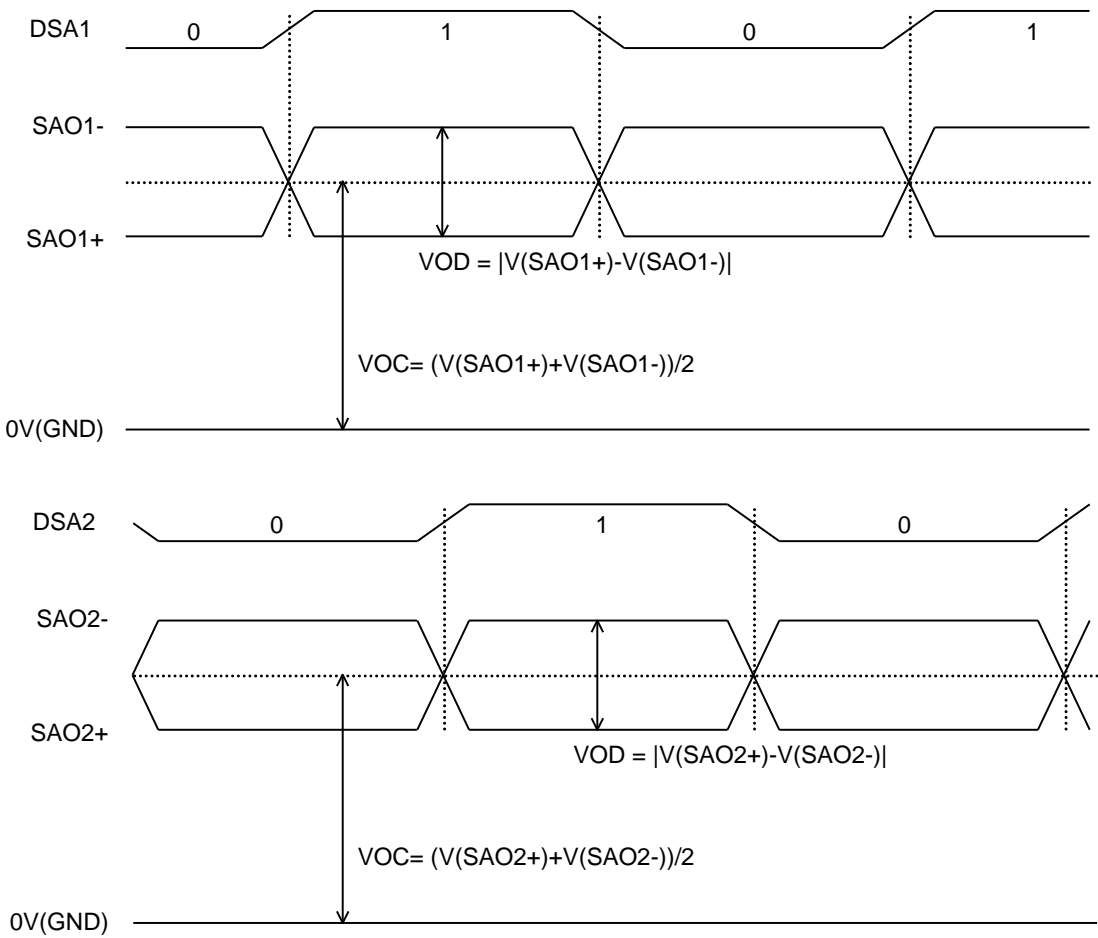 DSA1
0 1 0 1
SAO1-
SAO1+
VOD = |V(SAO1+)-V(SAO1-)|
VOC= (V(SAO1+)+V(SAO1-))/2
0V(GND)
DSA2
0 1 0
SAO2-
SAO2+
VOD = |V(SAO2+)-V(SAO2-)|
VOC= (V(SAO2+)+V(SAO2-))/2
0V(GND)